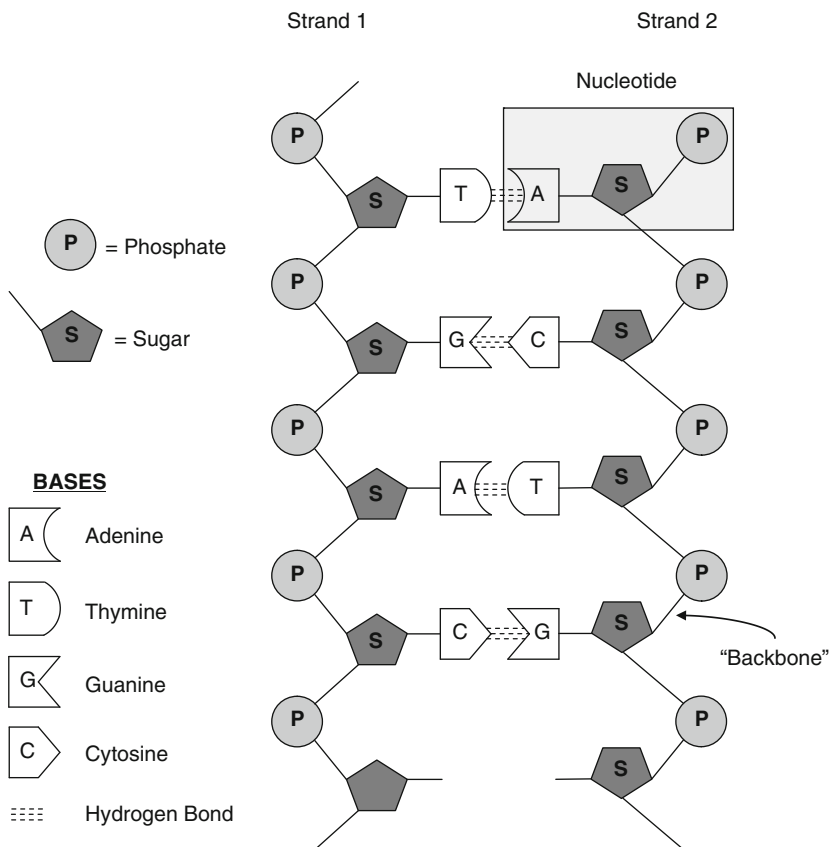 Strand 1
Strand 2
Nucleotide
P
P
S
T
A
S
P = Phosphate
P
P
S = Sugar
S
G
C
S
P
P
BASES
S
A
T
S
A Adenine
P
P
T Thymine
S
C
G
S
"Backbone"
G Guanine
P
P
C Cytosine
S
Hydrogen Bond